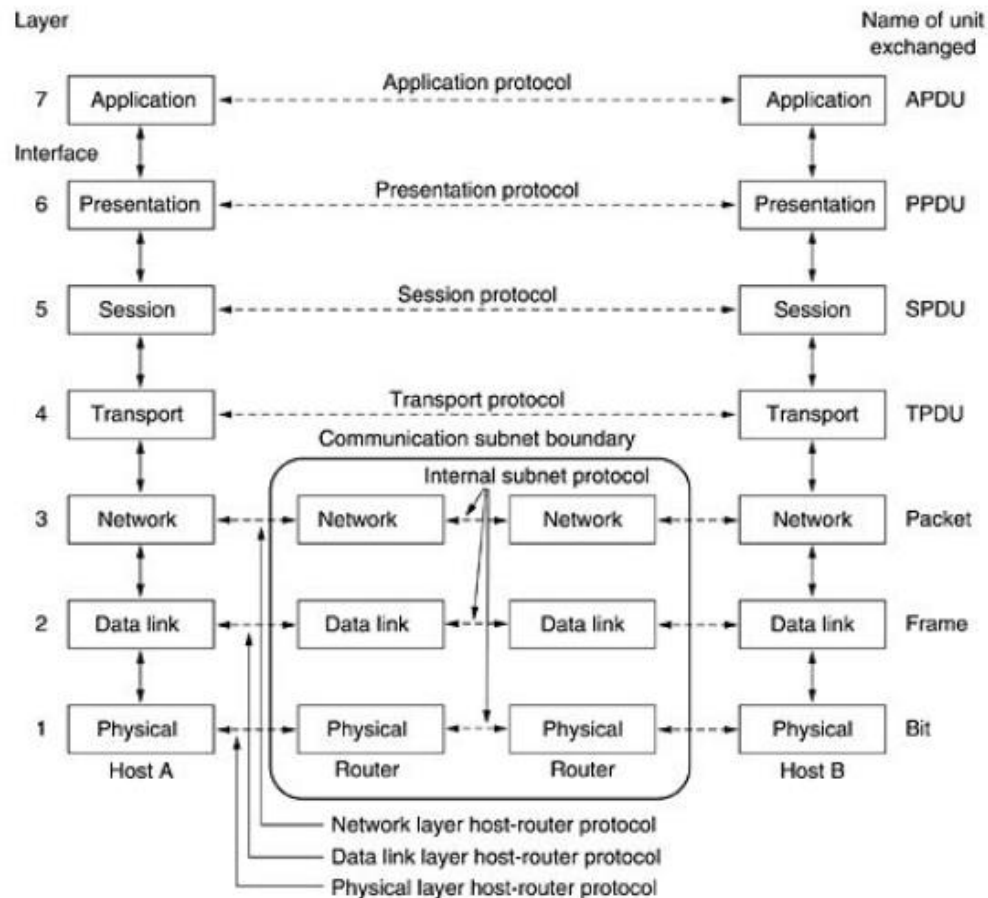 Layer
Name of unit
exchanged
Application protocol
7 Application Application APDU
Interface
Presentation protocol
6 Presentation Presentation PPDU
Session protocol
5 Session Session SPDU
Transport protocol
4 Transport Transport TPDU
Communication subnet boundary
Internal subnet protocol
3 Network Network Network Network Packet
2 Data link Data link Data link Data link Frame
1 Physical Physical Physical Physical Bit
Host A Router Router Host B
Network layer host-router protocol
Data link layer host-router protocol
Physical layer host-router protocol